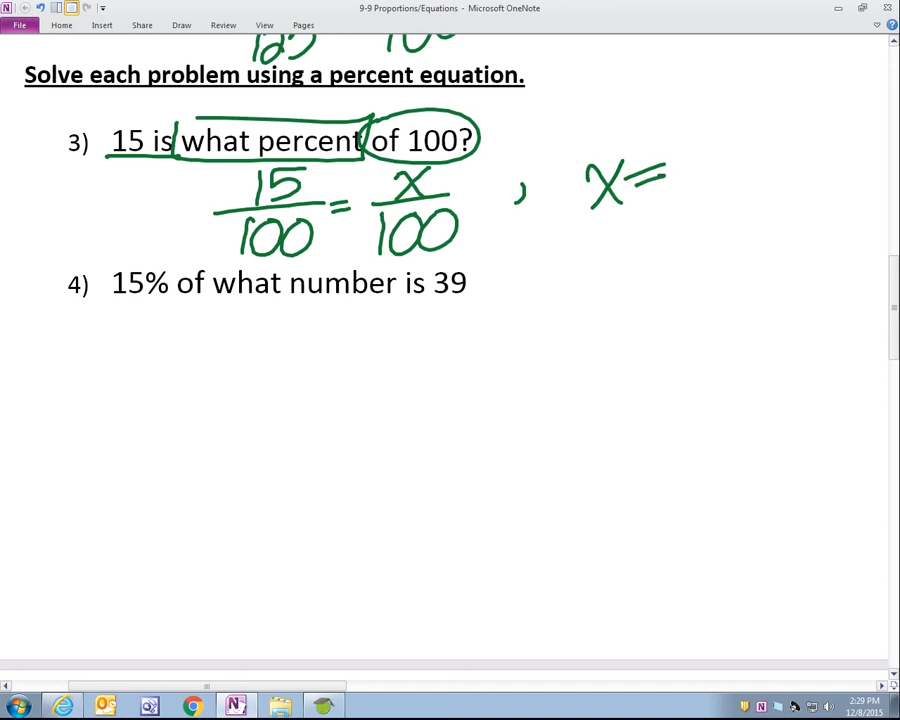 9-9 Proportions/Equations - Microsoft OneNote
File Home Insert Share Draw Review View Pages
125 100
Solve each problem using a percent equation.
3) 15 is what percent of 100?
15/100 = x/100 , x=
4) 15% of what number is 39
2:29 PM
12/8/2015